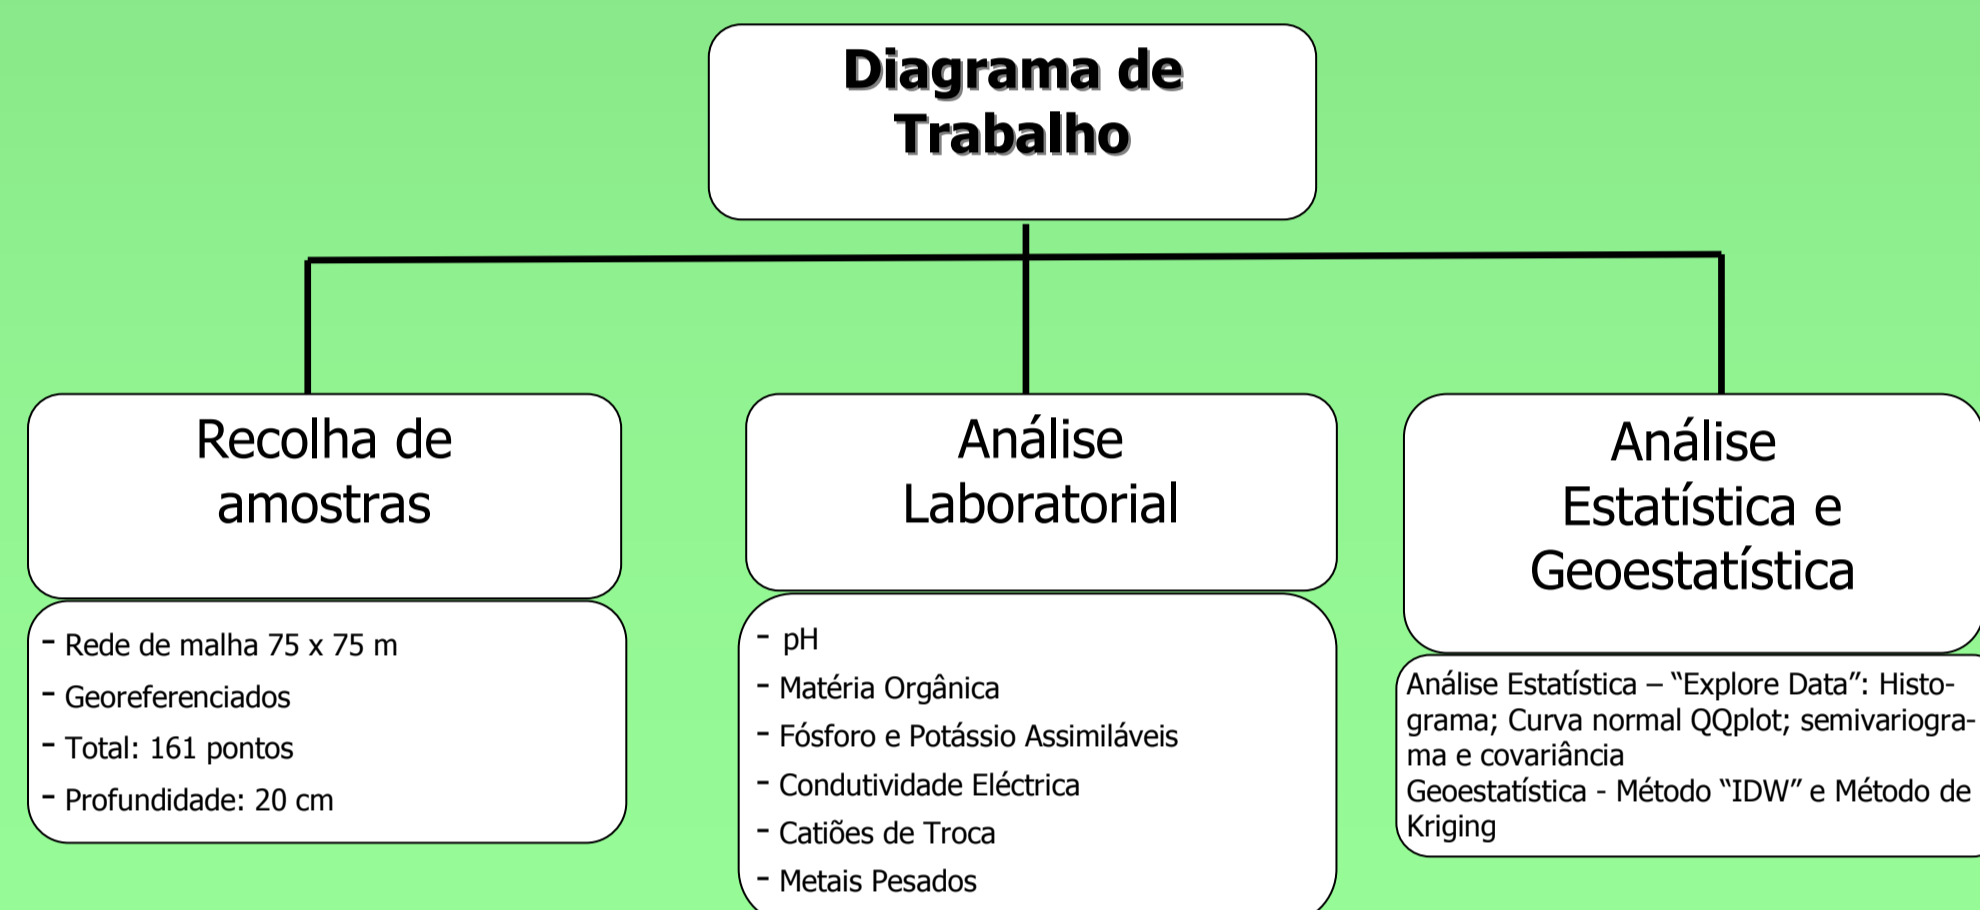 Diagrama de
Trabalho
Recolha de
amostras
- Rede de malha 75 x 75 m
- Georeferenciados
- Total: 161 pontos
- Profundidade: 20 cm
Análise
Laboratorial
- pH
- Matéria Orgânica
- Fósforo e Potássio Assimiláveis
- Condutividade Eléctrica
- Catiões de Troca
- Metais Pesados
Análise
Estatística e
Geoestatística
Análise Estatística – “Explore Data”: Histo-
grama; Curva normal QQplot; semivariogra-
ma e covariância
Geoestatística - Método “IDW” e Método de
Kriging